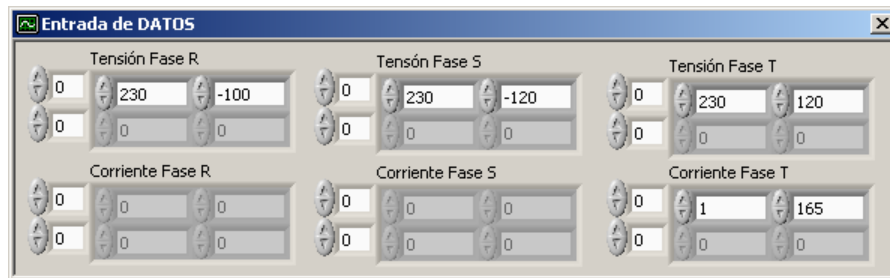 Entrada de DATOS
Tensión Fase R Tensón Fase S Tensión Fase T
0 230 -100 0 230 -120 0 230 120
0 0 0 0 0 0 0 0 0
Corriente Fase R Corriente Fase S Corriente Fase T
0 0 0 0 0 0 0 1 165
0 0 0 0 0 0 0 0 0